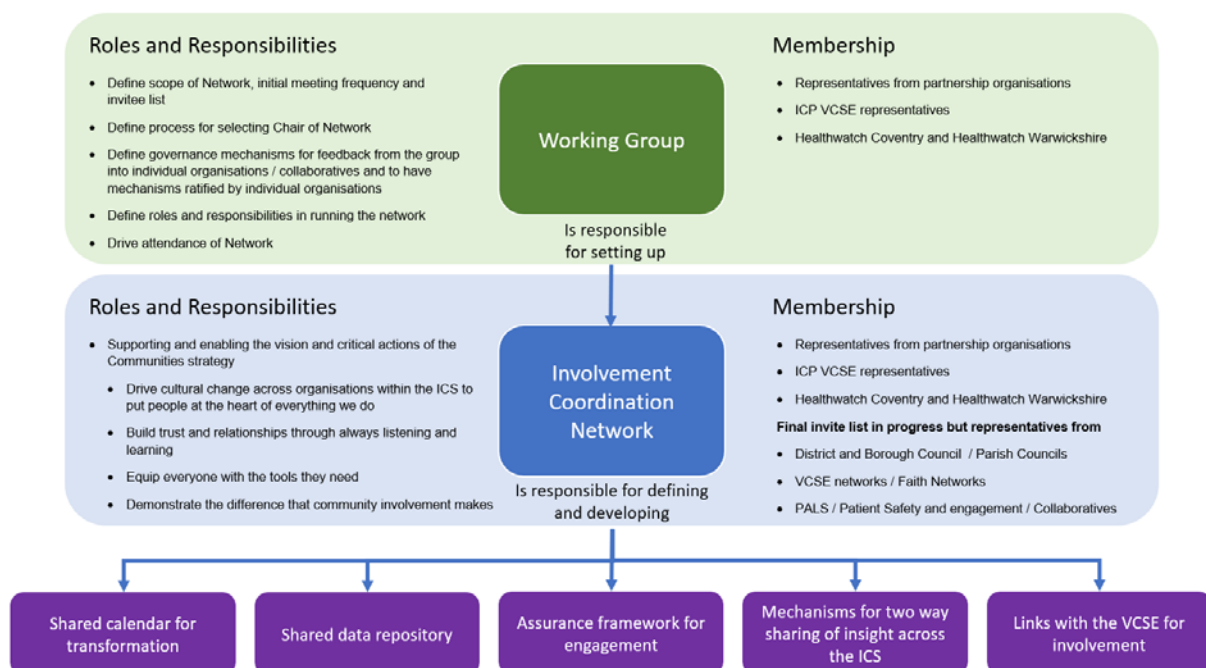 Roles and Responsibilities
• Define scope of Network, initial meeting frequency and
invitee list
• Define process for selecting Chair of Network
• Define governance mechanisms for feedback from the group
into individual organisations / collaboratives and to have
mechanisms ratified by individual organisations
• Define roles and responsibilities in running the network
• Drive attendance of Network
Working Group
Is responsible
for setting up
Membership
• Representatives from partnership organisations
• ICP VCSE representatives
• Healthwatch Coventry and Healthwatch Warwickshire
Roles and Responsibilities
• Supporting and enabling the vision and critical actions of the
Communities strategy
• Drive cultural change across organisations within the ICS to
put people at the heart of everything we do
• Build trust and relationships through always listening and
learning
• Equip everyone with the tools they need
• Demonstrate the difference that community involvement makes
Involvement
Coordination
Network
Is responsible for defining
and developing
Membership
• Representatives from partnership organisations
• ICP VCSE representatives
• Healthwatch Coventry and Healthwatch Warwickshire
Final invite list in progress but representatives from
• District and Borough Council / Parish Councils
• VCSE networks / Faith Networks
• PALS / Patient Safety and engagement / Collaboratives
Shared calendar for
transformation
Shared data repository
Assurance framework for
engagement
Mechanisms for two way
sharing of insight across
the ICS
Links with the VCSE for
involvement